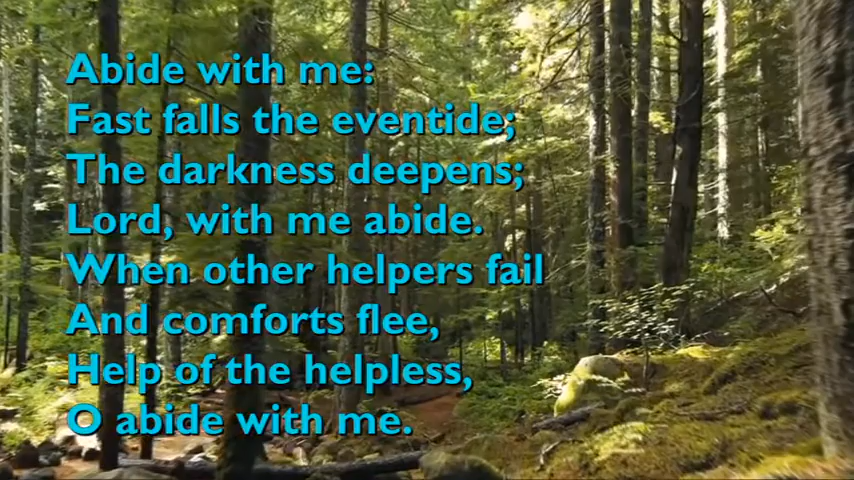 Abide with me:
Fast falls the eventide;
The darkness deepens;
Lord, with me abide.
When other helpers fail
And comforts flee,
Help of the helpless,
O abide with me.